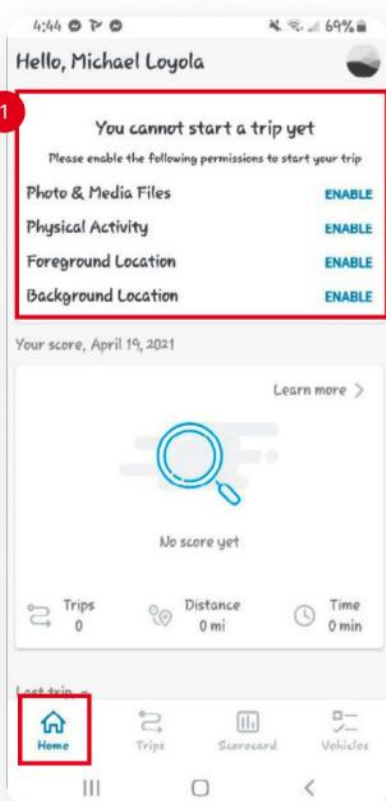 4:44 69%
Hello, Michael Loyola
1
You cannot start a trip yet
Please enable the following permissions to start your trip
Photo & Media Files ENABLE
Physical Activity ENABLE
Foreground Location ENABLE
Background Location ENABLE
Your score, April 19, 2021
Learn more >
No score yet
Trips Distance Time
0 0 mi 0 min
Last trip -
Home Trips Scorecard Vehicles